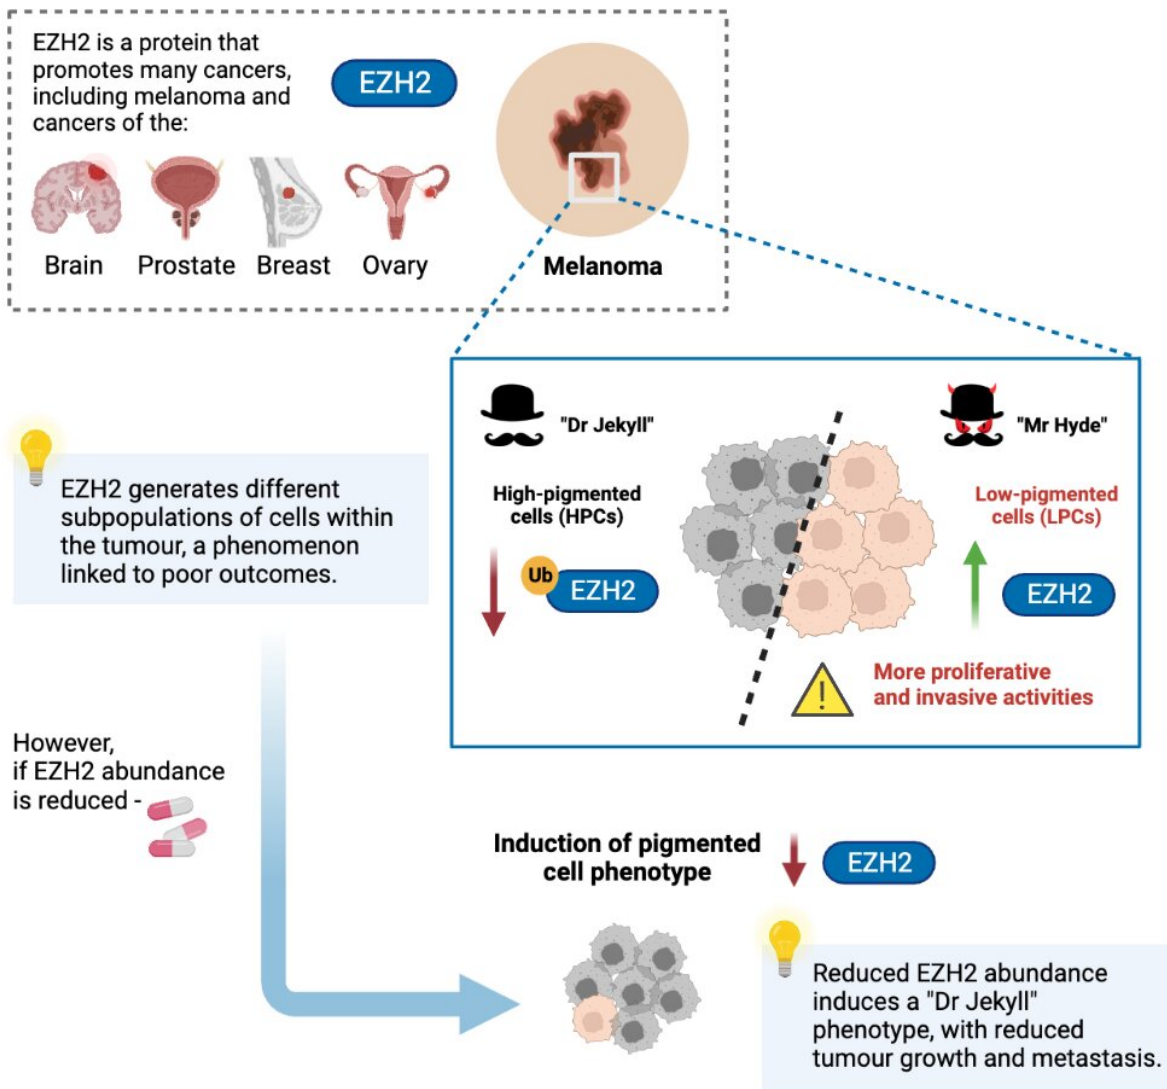 EZH2 is a protein that
promotes many cancers,
including melanoma and
cancers of the:
EZH2
Brain
Prostate
Breast
Ovary
Melanoma
"Dr Jekyll"
"Mr Hyde"
High-pigmented
cells (HPCs)
Ub
EZH2
Low-pigmented
cells (LPCs)
EZH2
More proliferative
and invasive activities
EZH2 generates different
subpopulations of cells within
the tumour, a phenomenon
linked to poor outcomes.
However,
if EZH2 abundance
is reduced -
Induction of pigmented
cell phenotype
EZH2
Reduced EZH2 abundance
induces a "Dr Jekyll"
phenotype, with reduced
tumour growth and metastasis.